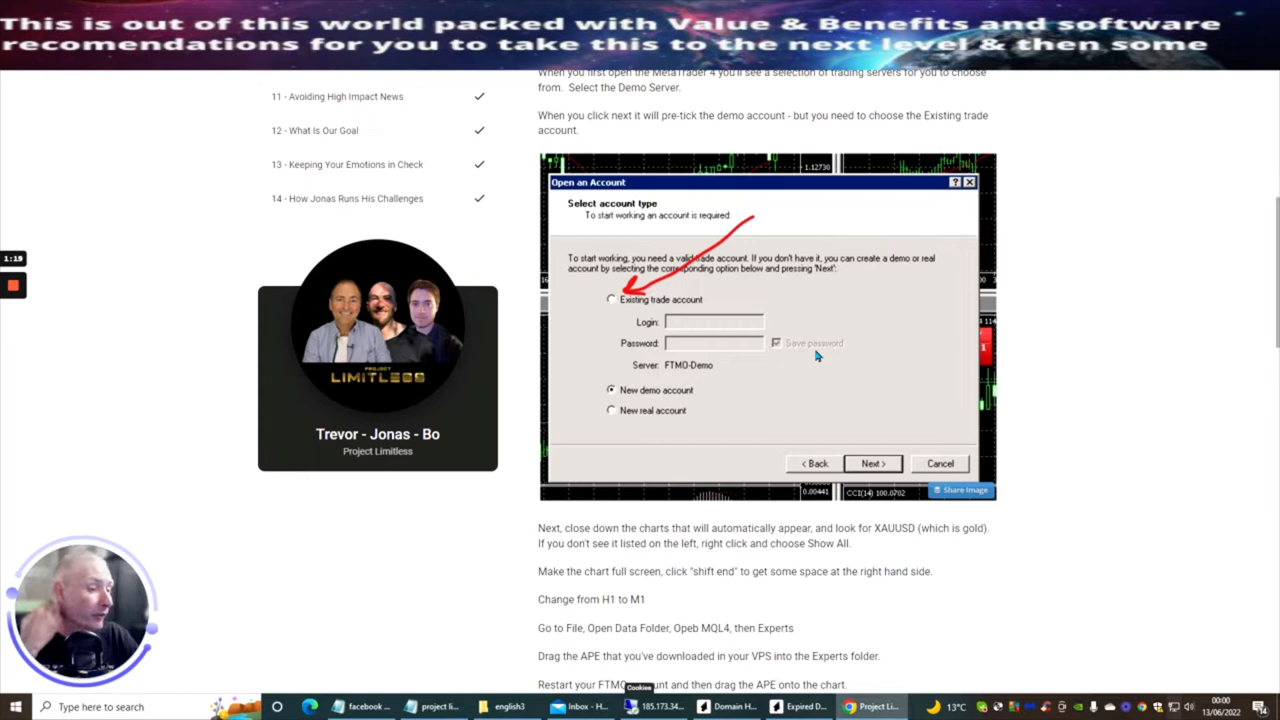 This is out of this world packed with Value & Benefits and software
recomendations for you to take this to the next level & then some
11 - Avoiding High Impact News
12 - What Is Our Goal
13 - Keeping Your Emotions in Check
14 - How Jonas Runs His Challenges
1:19
PROJECT
LIMITLESS
Trevor - Jonas - Bo
Project Limitless
When you first open the MetaTrader 4 you'll see a selection of trading servers for you to choose
from. Select the Demo Server.
When you click next it will pre-tick the demo account - but you need to choose the Existing trade
account.
1.12730
Open an Account
Select account type
To start working an account is required
To start working, you need a valid trade account. If you don't have it, you can create a demo or real
account by selecting the corresponding option below and pressing 'Next':
Existing trade account
Login:
Password:
Save password
Server: FTMO-Demo
New demo account
New real account
< Back
Next >
Cancel
0.00441
CCI(14) 100.0702
Share Image
Next, close down the charts that will automatically appear, and look for XAUUSD (which is gold).
If you don't see it listed on the left, right click and choose Show All.
Make the chart full screen, click "shift end" to get some space at the right hand side.
Change from H1 to M1
Go to File, Open Data Folder, Opeb MQL4, then Experts
Drag the APE that you've downloaded in your VPS into the Experts folder.
Restart your FTMO account and then drag the APE onto the chart.
Cookies
Type here to search
facebook ...
project li...
english3
Inbox - H...
185.173.34...
Domain H...
Expired D...
Project Li...
13°C
00:00
13/06/2022